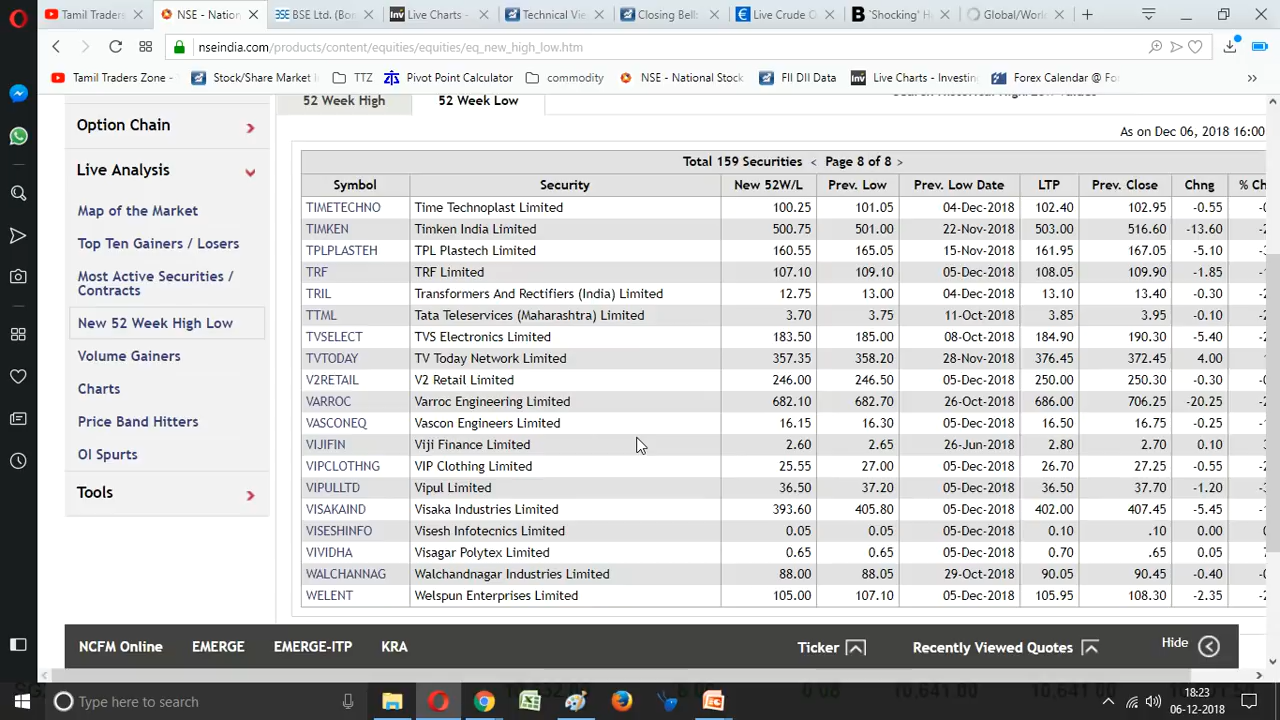 Tamil Traders
NSE - Nation
BSE Ltd. (Bor
Live Charts -
Technical Vie
Closing Bell:
Live Crude O
'Shocking' H
Global/Worl
nseindia.com/products/content/equities/equities/eq_new_high_low.htm
Tamil Traders Zone - Stock/Share Market TTZ Pivot Point Calculator commodity NSE - National Stock FII DII Data Live Charts - Investing Forex Calendar @ Fo
52 Week High 52 Week Low
Option Chain
As on Dec 06, 2018 16:00
Live Analysis
Map of the Market
Top Ten Gainers / Losers
Most Active Securities /
Contracts
New 52 Week High Low
Volume Gainers
Charts
Price Band Hitters
OI Spurts
Tools
Total 159 Securities < Page 8 of 8 >
Symbol Security New 52W/L Prev. Low Prev. Low Date LTP Prev. Close Chng % Ch
TIMETECHNO Time Technoplast Limited 100.25 101.05 04-Dec-2018 102.40 102.95 -0.55
TIMKEN Timken India Limited 500.75 501.00 22-Nov-2018 503.00 516.60 -13.60
TPLPLASTEH TPL Plastech Limited 160.55 165.05 15-Nov-2018 161.95 167.05 -5.10
TRF TRF Limited 107.10 109.10 05-Dec-2018 108.05 109.90 -1.85
TRIL Transformers And Rectifiers (India) Limited 12.75 13.00 04-Dec-2018 13.10 13.40 -0.30
TTML Tata Teleservices (Maharashtra) Limited 3.70 3.75 11-Oct-2018 3.85 3.95 -0.10
TVSELECT TVS Electronics Limited 183.50 185.00 08-Oct-2018 184.90 190.30 -5.40
TVTODAY TV Today Network Limited 357.35 358.20 28-Nov-2018 376.45 372.45 4.00
V2RETAIL V2 Retail Limited 246.00 246.50 05-Dec-2018 250.00 250.30 -0.30
VARROC Varroc Engineering Limited 682.10 682.70 26-Oct-2018 686.00 706.25 -20.25
VASCONEQ Vascon Engineers Limited 16.15 16.30 05-Dec-2018 16.50 16.75 -0.25
VIJIFIN Viji Finance Limited 2.60 2.65 26-Jun-2018 2.80 2.70 0.10
VIPCLOTHNG VIP Clothing Limited 25.55 27.00 05-Dec-2018 26.70 27.25 -0.55
VIPULLTD Vipul Limited 36.50 37.20 05-Dec-2018 36.50 37.70 -1.20
VISAKAIND Visaka Industries Limited 393.60 405.80 05-Dec-2018 402.00 407.45 -5.45
VISESHINFO Visesh Infotecnics Limited 0.05 0.05 05-Dec-2018 0.10 .10 0.00
VIVIDHA Visagar Polytex Limited 0.65 0.65 05-Dec-2018 0.70 .65 0.05
WALCHANNAG Walchandnagar Industries Limited 88.00 88.05 29-Oct-2018 90.05 90.45 -0.40
WELENT Welspun Enterprises Limited 105.00 107.10 05-Dec-2018 105.95 108.30 -2.35
NCFM Online EMERGE EMERGE-ITP KRA Ticker Recently Viewed Quotes Hide
Type here to search
18:23
06-12-2018